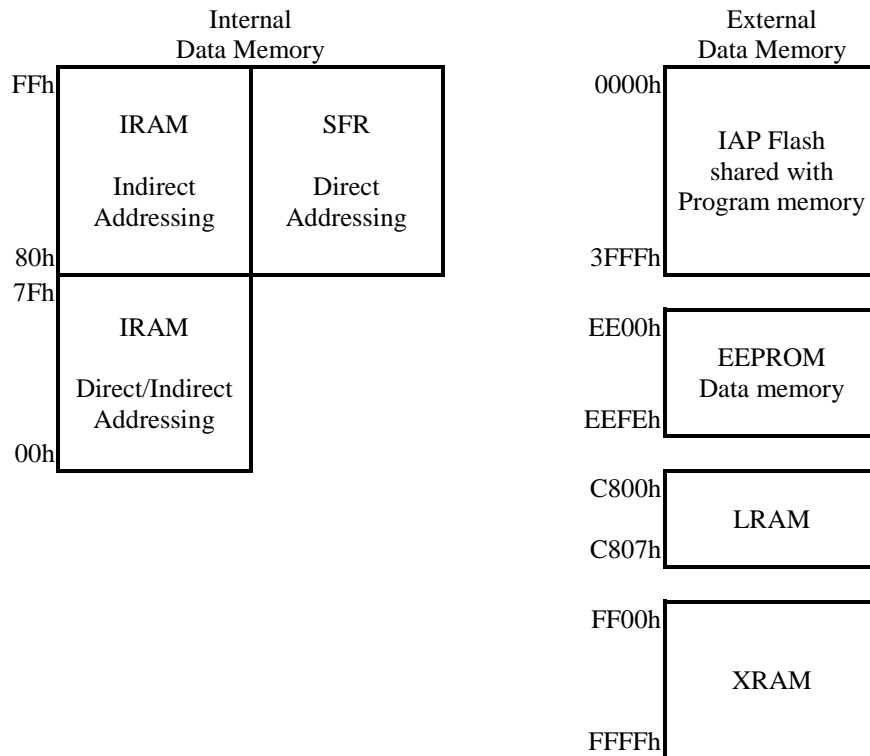 Internal
Data Memory
FFh
IRAM
Indirect
Addressing
80h
SFR
Direct
Addressing
7Fh
IRAM
Direct/Indirect
Addressing
00h
External
Data Memory
0000h
IAP Flash
shared with
Program memory
3FFFh
EE00h
EEPROM
Data memory
EEFEh
C800h
LRAM
C807h
FF00h
XRAM
FFFFh